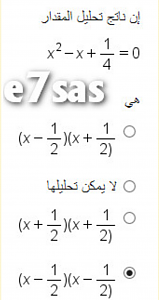 إن ناتج تحليل المقدار
x² − x + 1/4 = 0
e7sas
هي
(x − 1/2)(x + 1/2)
لا يمكن تحليلها
(x + 1/2)(x + 1/2)
(x − 1/2)(x − 1/2)